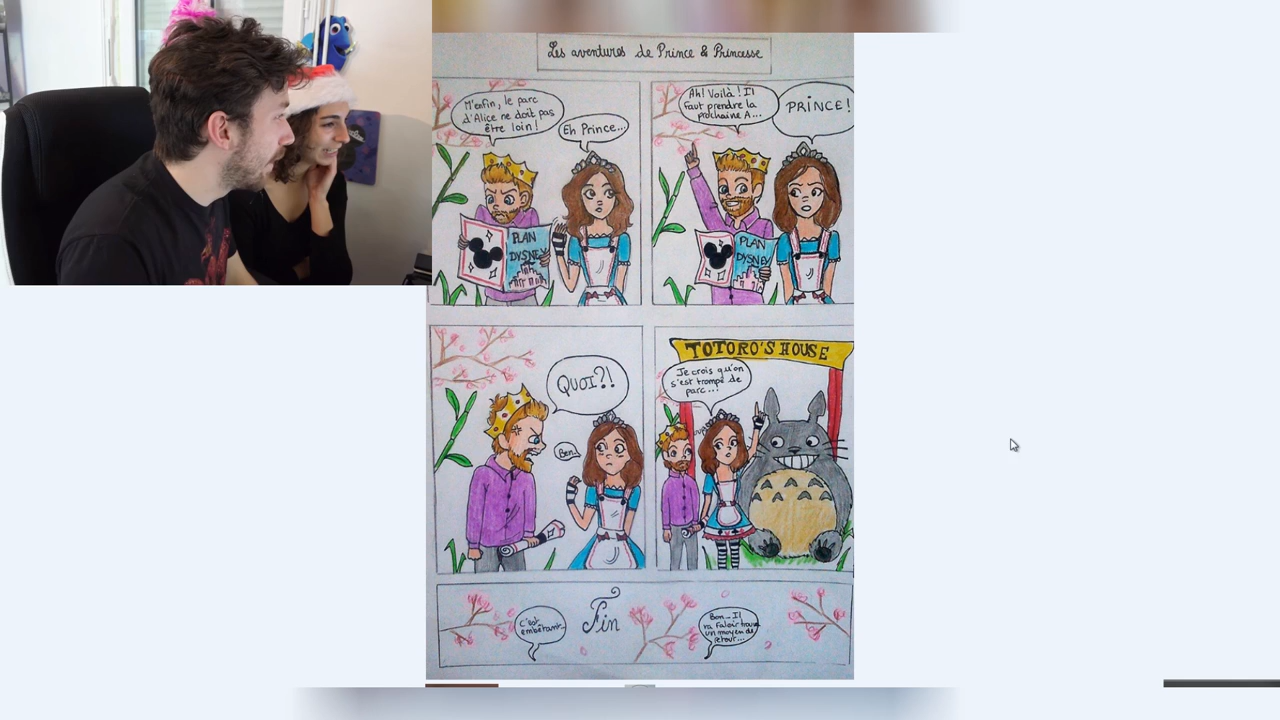 Les aventures de Prince & Princesse
M'enfin, le parc
d'Alice ne doit pas
être loin !
Eh Prince...
PLAN
DYSNEY
Ah! Voilà ! Il
faut prendre la
prochaine A...
PRINCE !
PLAN
DYSNEY
QUOI?!
Ben..
TOTORO'S HOUSE
Je crois qu'on
s'est trompé de
parc...
C'est
embêtant...
Fin
Bon... Il
va falloir trouver
un moyen de
retour...